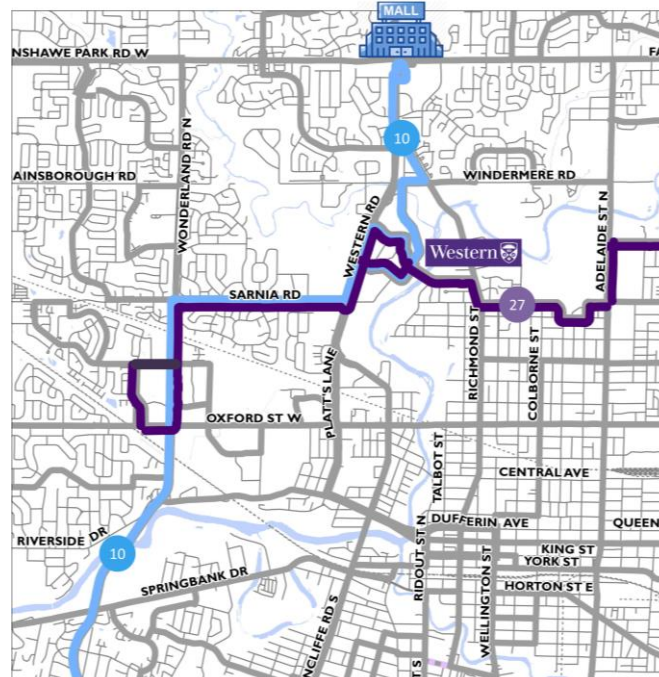 MALL
NSHAWE PARK RD W
FA
10
AINSBOROUGH RD
WONDERLAND RD N
WINDERMERE RD
WESTERN RD
ADELAIDE ST N
Western
SARNIA RD
27
RICHMOND ST
COLBORNE ST
PLATT'S LANE
OXFORD ST W
TALBOT ST
CENTRAL AVE
RIVERSIDE DR
10
DUFFERIN AVE
QUEEN
KING ST
YORK ST
SPRINGBANK DR
RIDOUT ST N
WELLINGTON ST
HORTON ST E
NCLIFFE RD S
T S